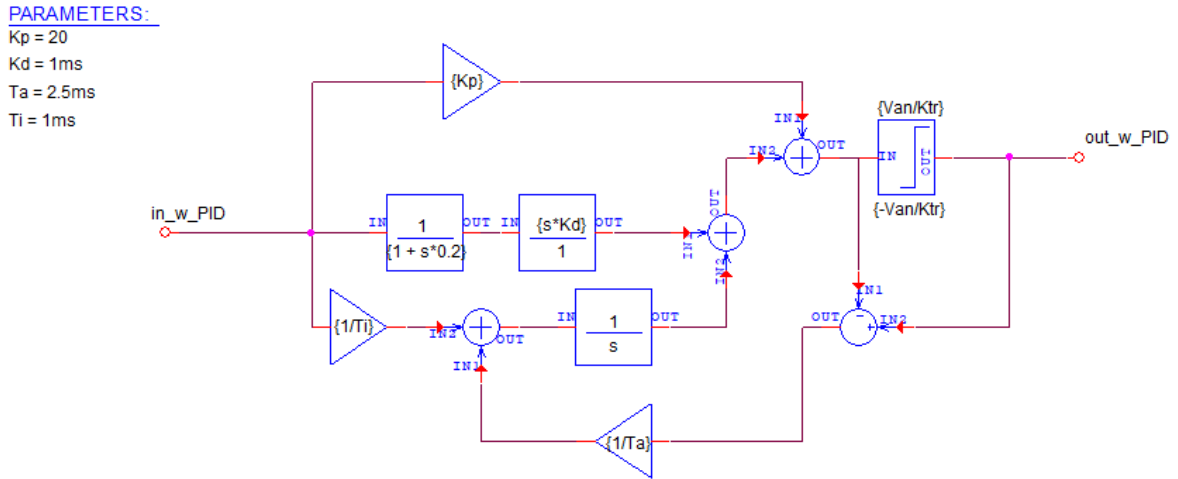 PARAMETERS:
Kp = 20
Kd = 1ms
Ta = 2.5ms
Ti = 1ms
{Kp}
IN1
IN2
OUT
{Van/Ktr}
IN
OUT
{-Van/Ktr}
out_w_PID
in_w_PID
IN
1
{1 + s*0.2}
OUT
IN
{s*Kd}
1
OUT
IN1
OUT
IN2
{1/Ti}
IN2
OUT
IN1
IN
1
s
OUT
OUT
IN1
-
+
IN2
{1/Ta}